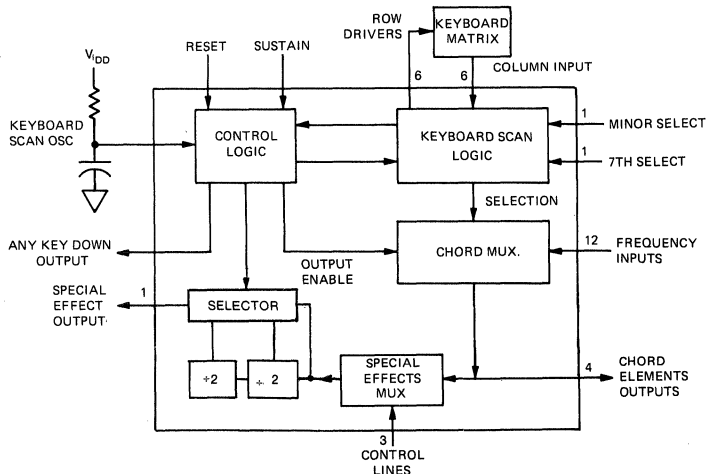 ROW
DRIVERS
KEYBOARD
MATRIX
RESET
SUSTAIN
COLUMN INPUT
ViDD
6
6
KEYBOARD
SCAN OSC
CONTROL
LOGIC
KEYBOARD SCAN
LOGIC
1
MINOR SELECT
1
7TH SELECT
SELECTION
ANY KEY DOWN
OUTPUT
OUTPUT
ENABLE
CHORD MUX.
12
FREQUENCY
INPUTS
SPECIAL
EFFECT
OUTPUT
1
SELECTOR
÷2
÷ 2
SPECIAL
EFFECTS
MUX
4
CHORD
ELEMENTS
OUTPUTS
3
CONTROL
LINES